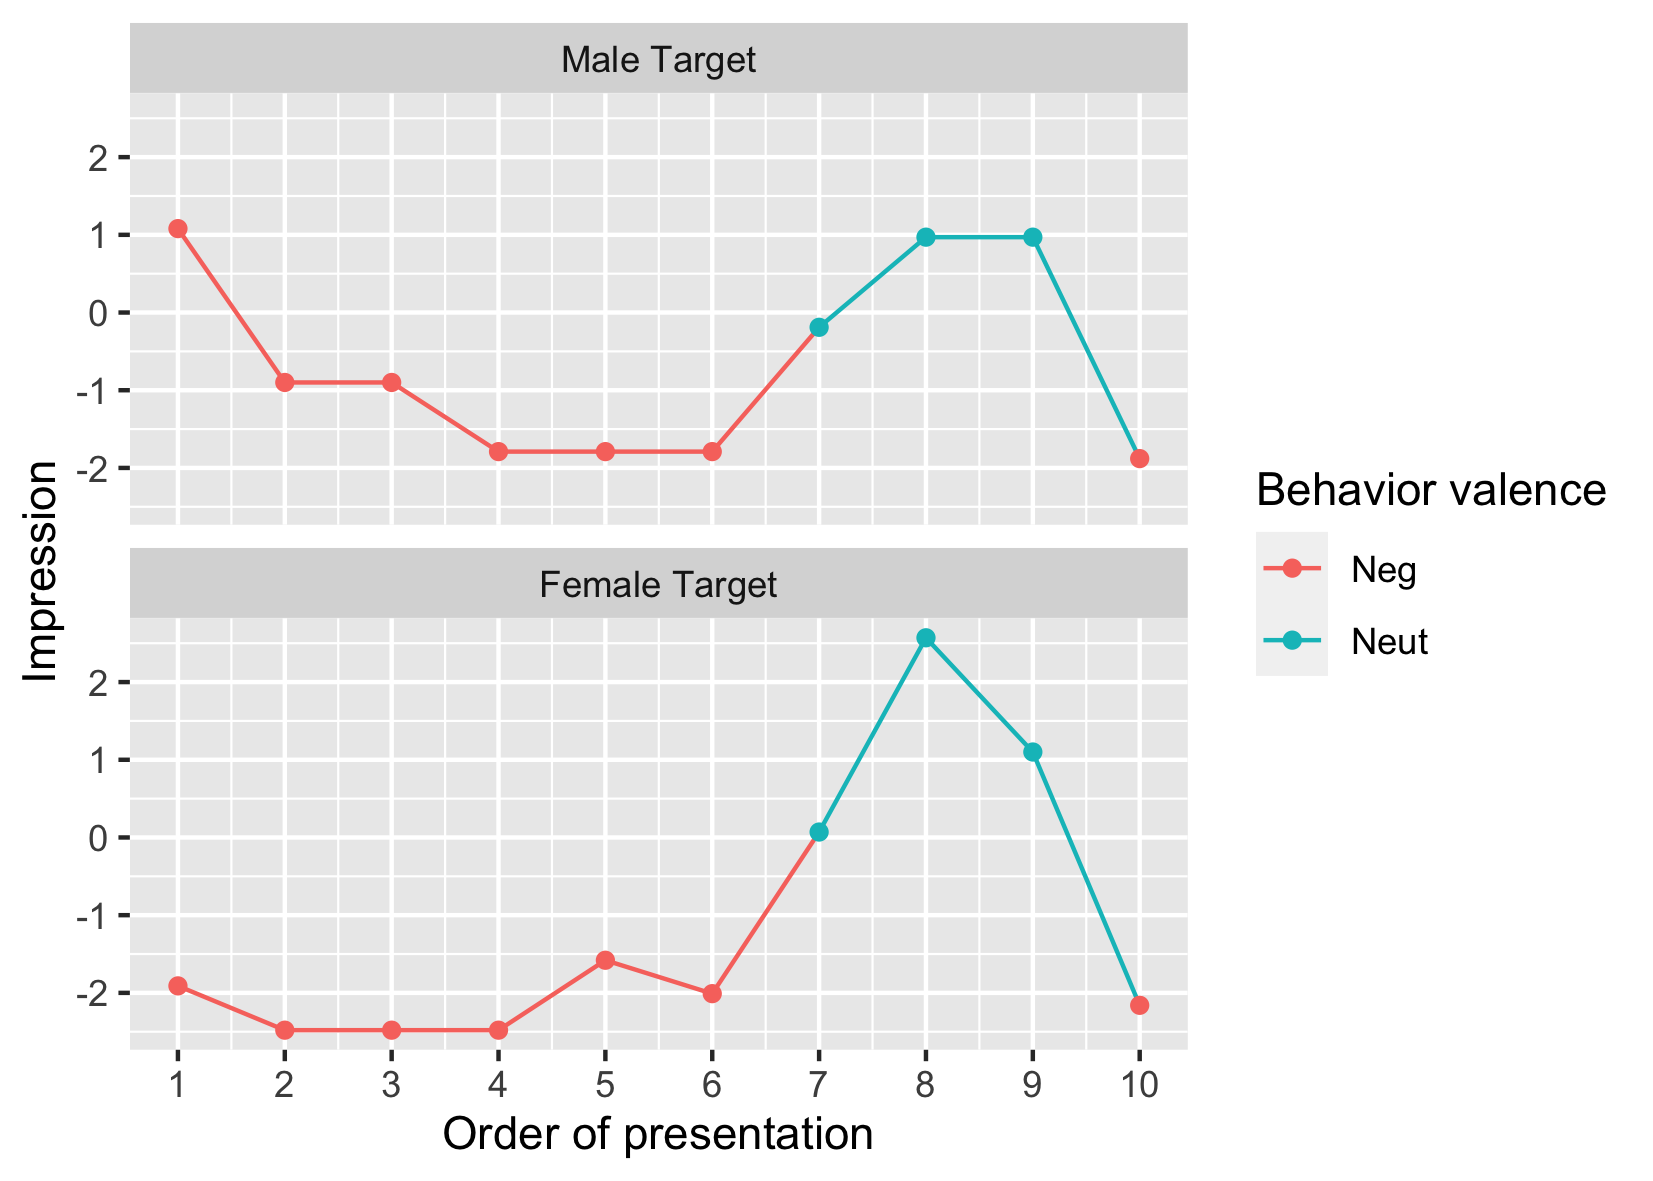 Male Target
2
1
0
-1
-2
Female Target
2
1
0
-1
-2
1 2 3 4 5 6 7 8 9 10
Order of presentation
Impression
Behavior valence
Neg
Neut